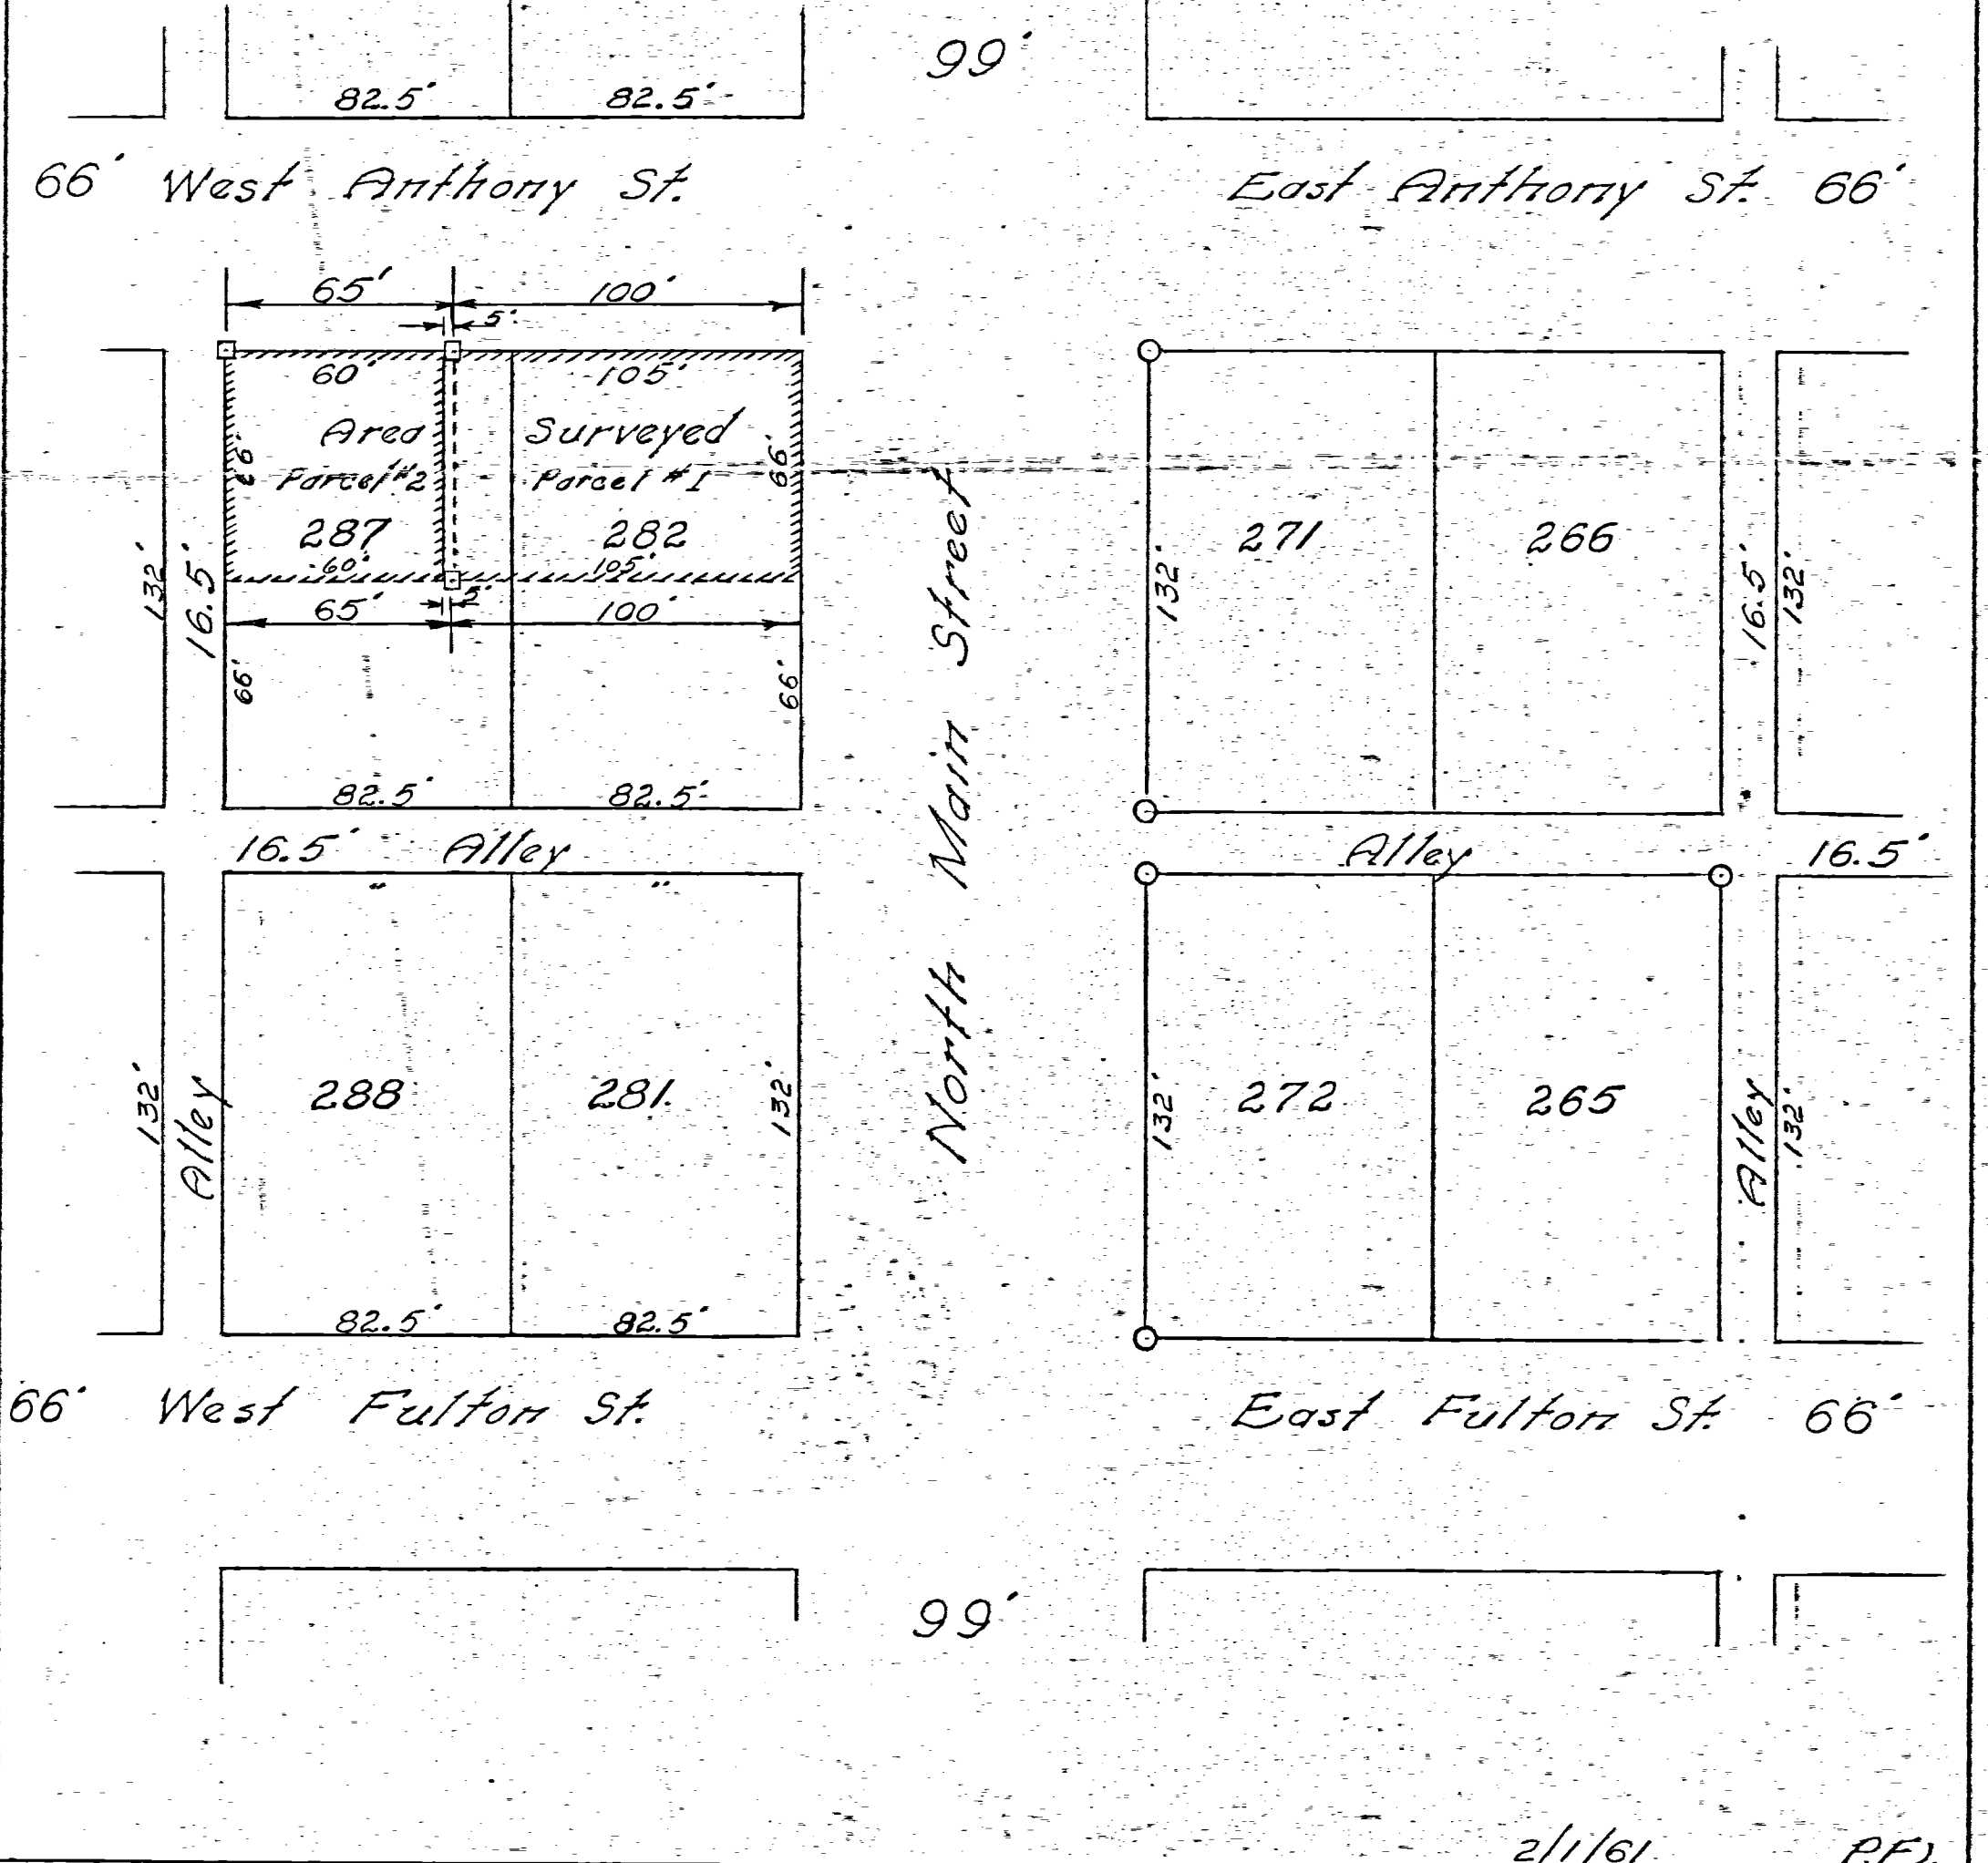 99'
82.5' 82.5'
66' West Anthony St.
East Anthony St. 66'
65' 100'
5'
60' 105'
Area Surveyed
66' 66'
Parcel #2 Parcel #1
287 282
60' 105'
5'
65' 100'
132'
16.5'
66' 66'
82.5' 82.5'
271 266
132'
16.5'
132'
North Main Street
16.5' Alley
Alley 16.5'
" "
288 281
132'
Alley
132'
82.5' 82.5'
272 265
132'
Alley
132'
66' West Fulton St.
East Fulton St. 66'
99'
2/1/61 P.F.